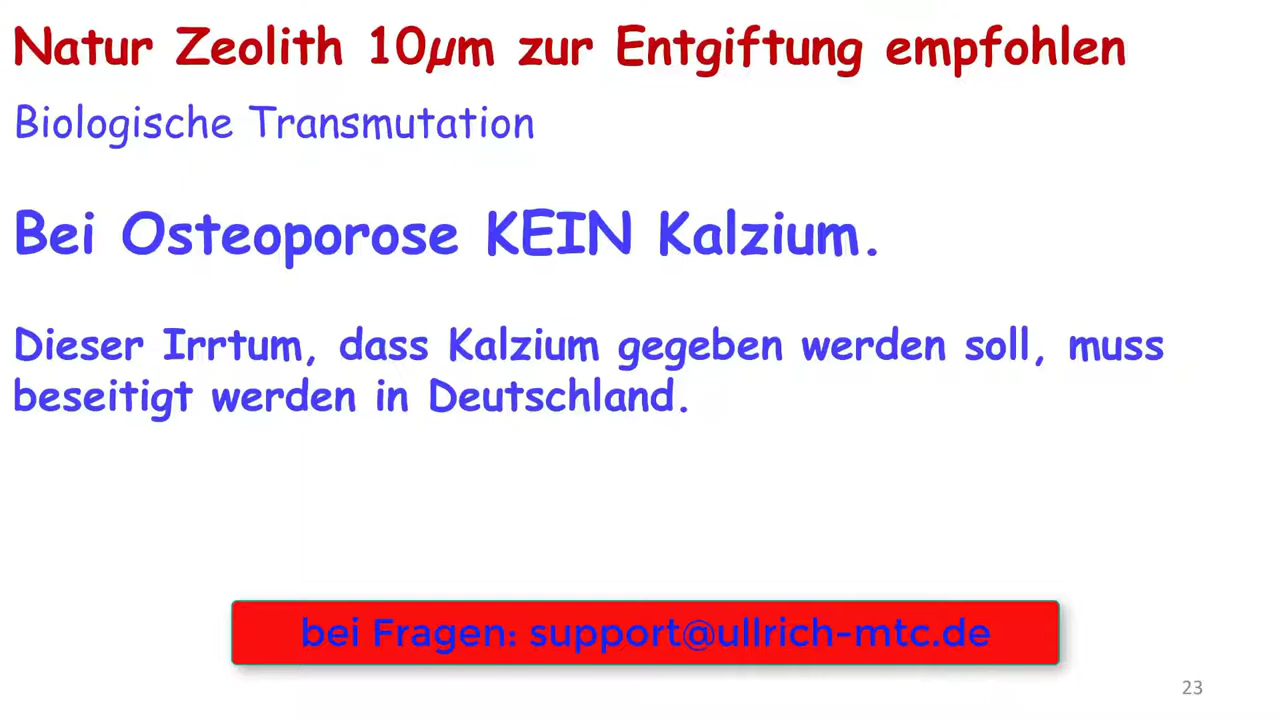 Natur Zeolith 10µm zur Entgiftung empfohlen
Biologische Transmutation
Bei Osteoporose KEIN Kalzium.
Dieser Irrtum, dass Kalzium gegeben werden soll, muss
beseitigt werden in Deutschland.
bei Fragen: support@ullrich-mtc.de
23